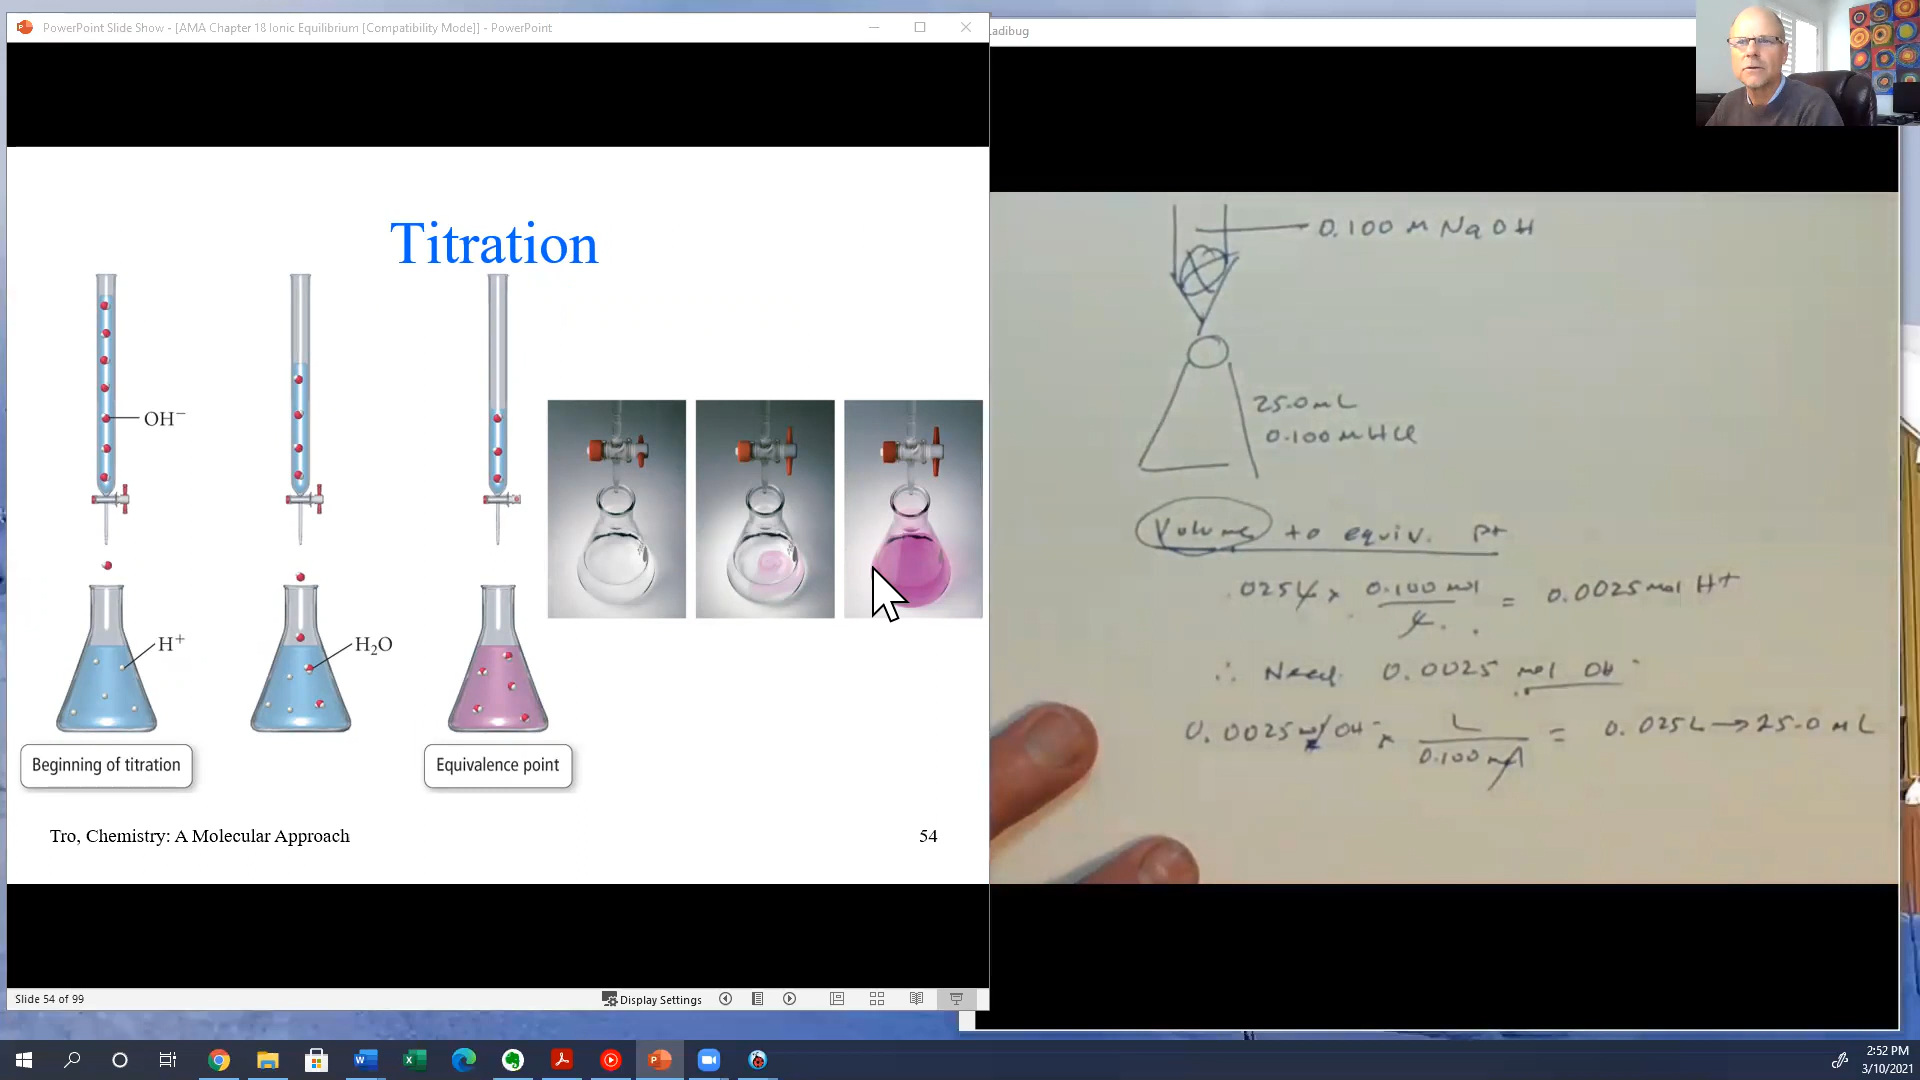 PowerPoint Slide Show - [AMA Chapter 18 Ionic Equilibrium [Compatibility Mode]] - PowerPoint
Titration
OH⁻
H⁺
H₂O
Beginning of titration
Equivalence point
Tro, Chemistry: A Molecular Approach
54
Slide 54 of 99
Display Settings
Ladibug
0.100 M NaOH
25.0 mL
0.100 M HCl
Volume to equiv. pt
.025 L x 0.100 mol / L = 0.0025 mol H+
∴ Need 0.0025 mol OH-
0.0025 mol OH- x L / 0.100 mol = 0.025L → 25.0 mL
2:52 PM
3/10/2021